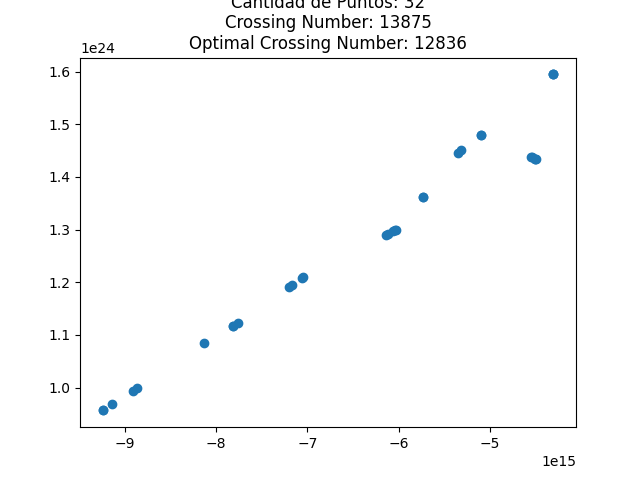 Cantidad de Puntos: 32
Crossing Number: 13875
Optimal Crossing Number: 12836
1e24
1.6
1.5
1.4
1.3
1.2
1.1
1.0
−9 −8 −7 −6 −5
1e15